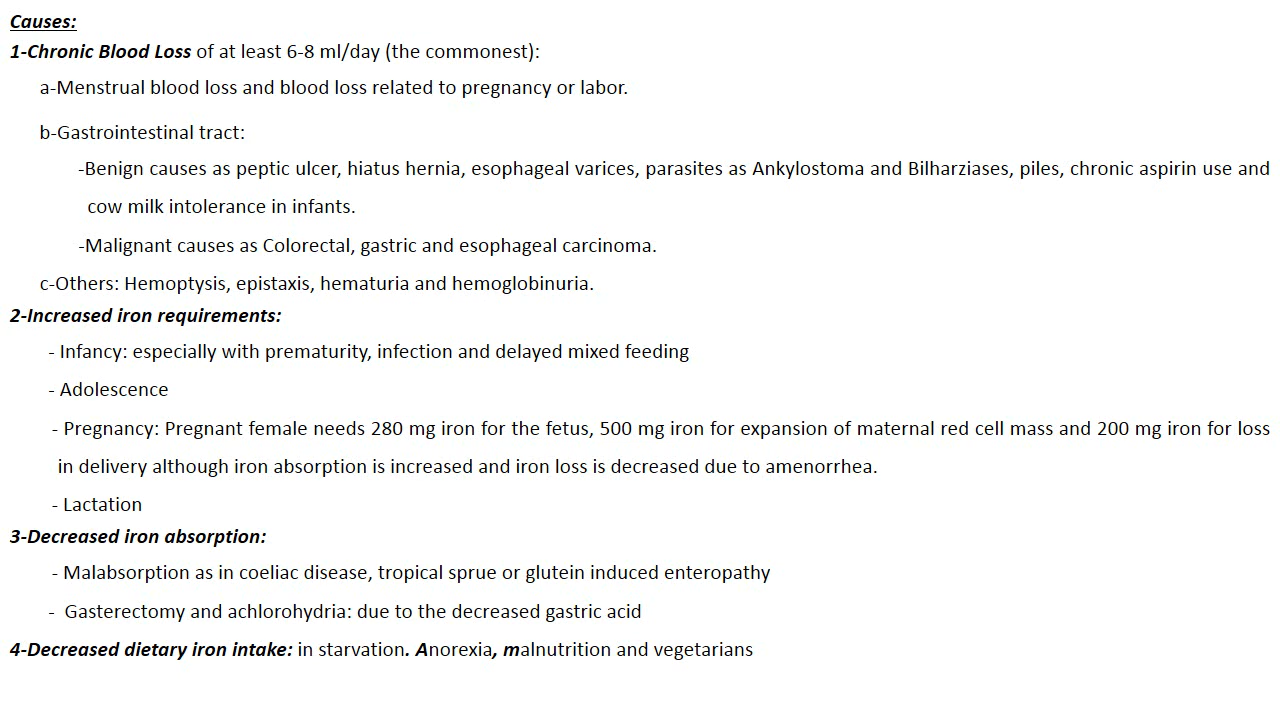 Causes:
1-Chronic Blood Loss of at least 6-8 ml/day (the commonest):
a-Menstrual blood loss and blood loss related to pregnancy or labor.
b-Gastrointestinal tract:
-Benign causes as peptic ulcer, hiatus hernia, esophageal varices, parasites as Ankylostoma and Bilharziases, piles, chronic aspirin use and
cow milk intolerance in infants.
-Malignant causes as Colorectal, gastric and esophageal carcinoma.
c-Others: Hemoptysis, epistaxis, hematuria and hemoglobinuria.
2-Increased iron requirements:
- Infancy: especially with prematurity, infection and delayed mixed feeding
- Adolescence
- Pregnancy: Pregnant female needs 280 mg iron for the fetus, 500 mg iron for expansion of maternal red cell mass and 200 mg iron for loss
in delivery although iron absorption is increased and iron loss is decreased due to amenorrhea.
- Lactation
3-Decreased iron absorption:
- Malabsorption as in coeliac disease, tropical sprue or glutein induced enteropathy
- Gasterectomy and achlorohydria: due to the decreased gastric acid
4-Decreased dietary iron intake: in starvation. Anorexia, malnutrition and vegetarians